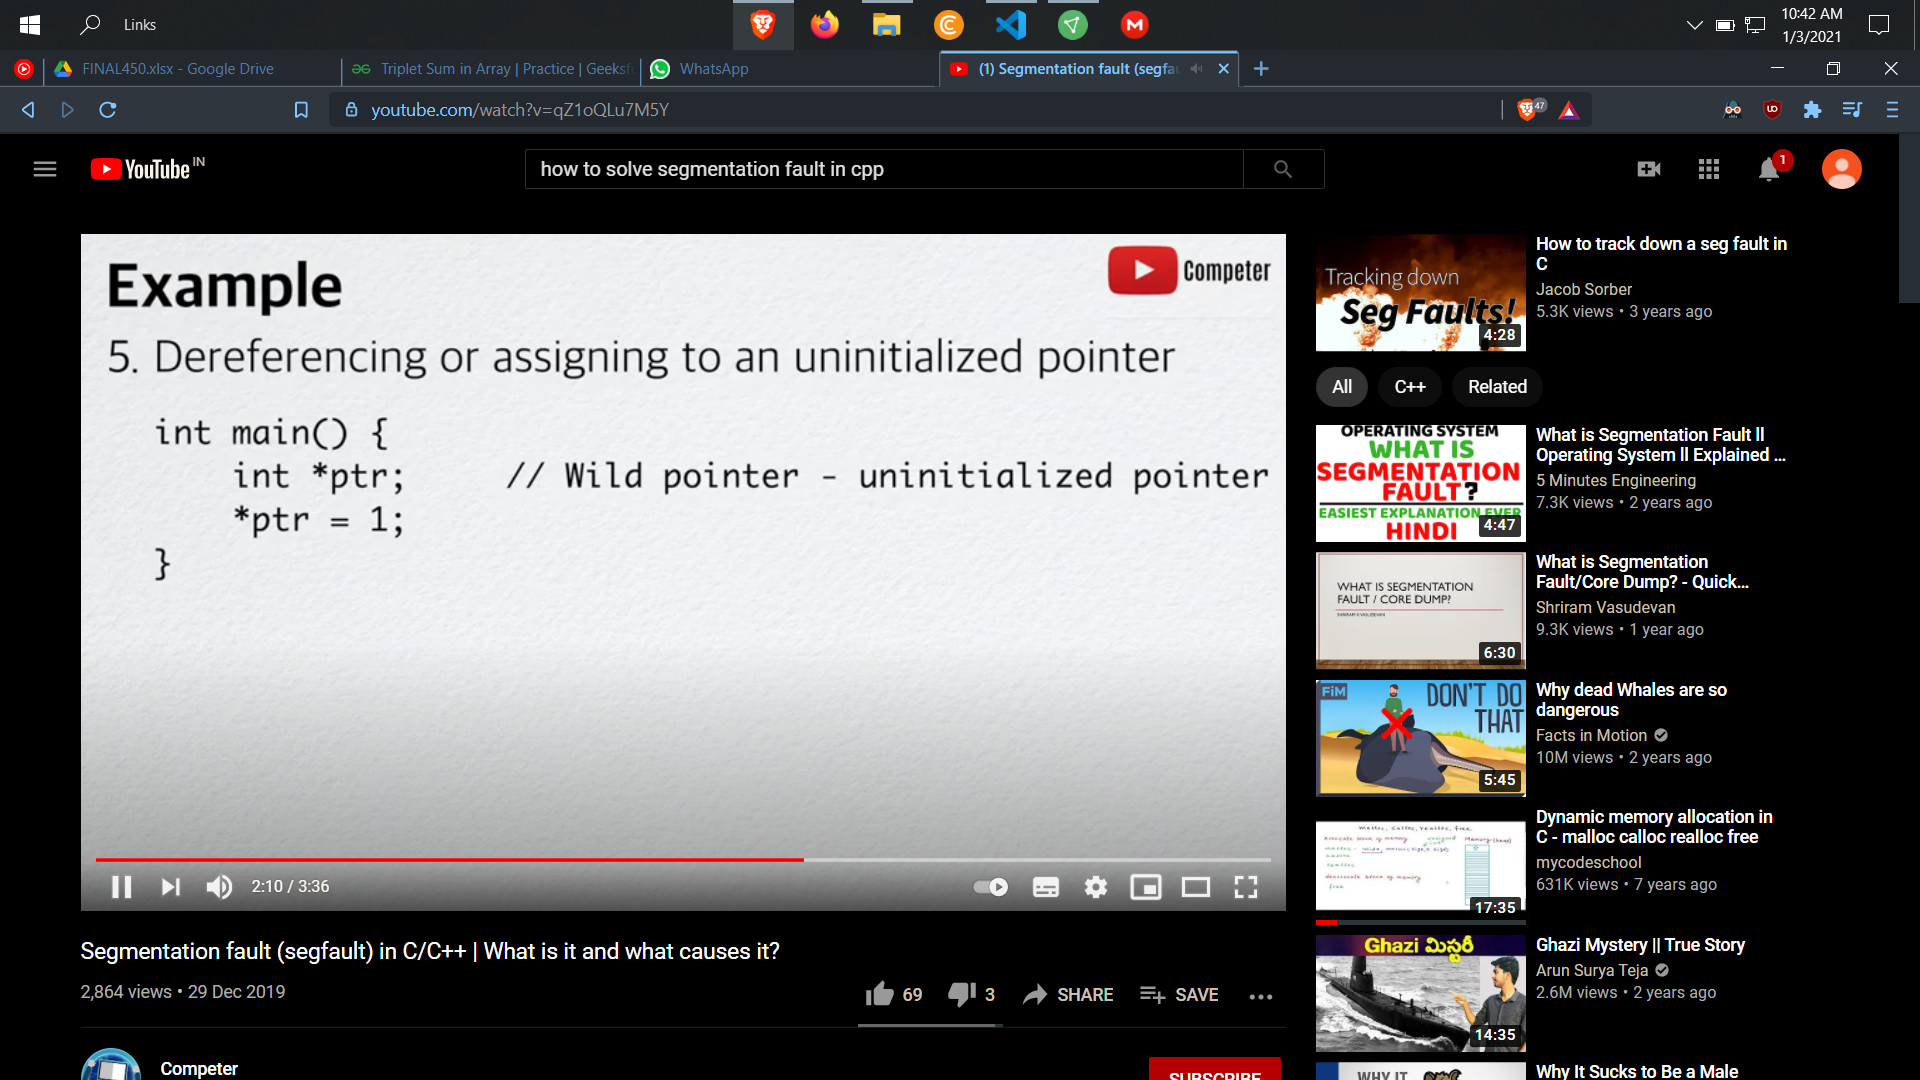 Links
10:42 AM
1/3/2021
FINAL450.xlsx - Google Drive
Triplet Sum in Array | Practice | Geeksf
WhatsApp
(1) Segmentation fault (segfau
youtube.com/watch?v=qZ1oQLu7M5Y
47
YouTube IN
how to solve segmentation fault in cpp
1
Example
Competer
5. Dereferencing or assigning to an uninitialized pointer
int main() {
int *ptr; // Wild pointer - uninitialized pointer
*ptr = 1;
}
2:10 / 3:36
Segmentation fault (segfault) in C/C++ | What is it and what causes it?
2,864 views • 29 Dec 2019
69
3
SHARE
SAVE
Competer
SUBSCRIBE
Tracking down
Seg Faults!
4:28
How to track down a seg fault in
C
Jacob Sorber
5.3K views • 3 years ago
All
C++
Related
OPERATING SYSTEM
WHAT IS
SEGMENTATION
FAULT?
EASIEST EXPLANATION EVER
HINDI
4:47
What is Segmentation Fault ll
Operating System ll Explained ...
5 Minutes Engineering
7.3K views • 2 years ago
WHAT IS SEGMENTATION
FAULT / CORE DUMP?
6:30
What is Segmentation
Fault/Core Dump? - Quick...
Shriram Vasudevan
9.3K views • 1 year ago
FiM
DON'T DO
THAT
5:45
Why dead Whales are so
dangerous
Facts in Motion
10M views • 2 years ago
17:35
Dynamic memory allocation in
C - malloc calloc realloc free
mycodeschool
631K views • 7 years ago
Ghazi మిస్టరీ
14:35
Ghazi Mystery || True Story
Arun Surya Teja
2.6M views • 2 years ago
WHY IT
Why It Sucks to Be a Male